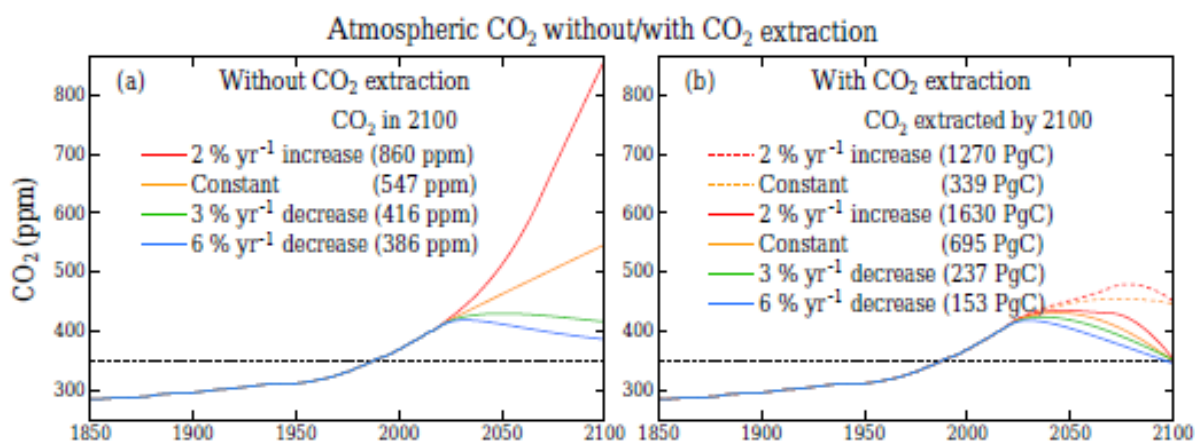 Atmospheric CO₂ without/with CO₂ extraction
(a) Without CO₂ extraction
CO₂ in 2100
2 % yr⁻¹ increase (860 ppm)
Constant (547 ppm)
3 % yr⁻¹ decrease (416 ppm)
6 % yr⁻¹ decrease (386 ppm)
CO₂ (ppm)
800
700
600
500
400
300
1850 1900 1950 2000 2050 2100
(b) With CO₂ extraction
CO₂ extracted by 2100
2 % yr⁻¹ increase (1270 PgC)
Constant (339 PgC)
2 % yr⁻¹ increase (1630 PgC)
Constant (695 PgC)
3 % yr⁻¹ decrease (237 PgC)
6 % yr⁻¹ decrease (153 PgC)
800
700
600
500
400
300
1850 1900 1950 2000 2050 2100